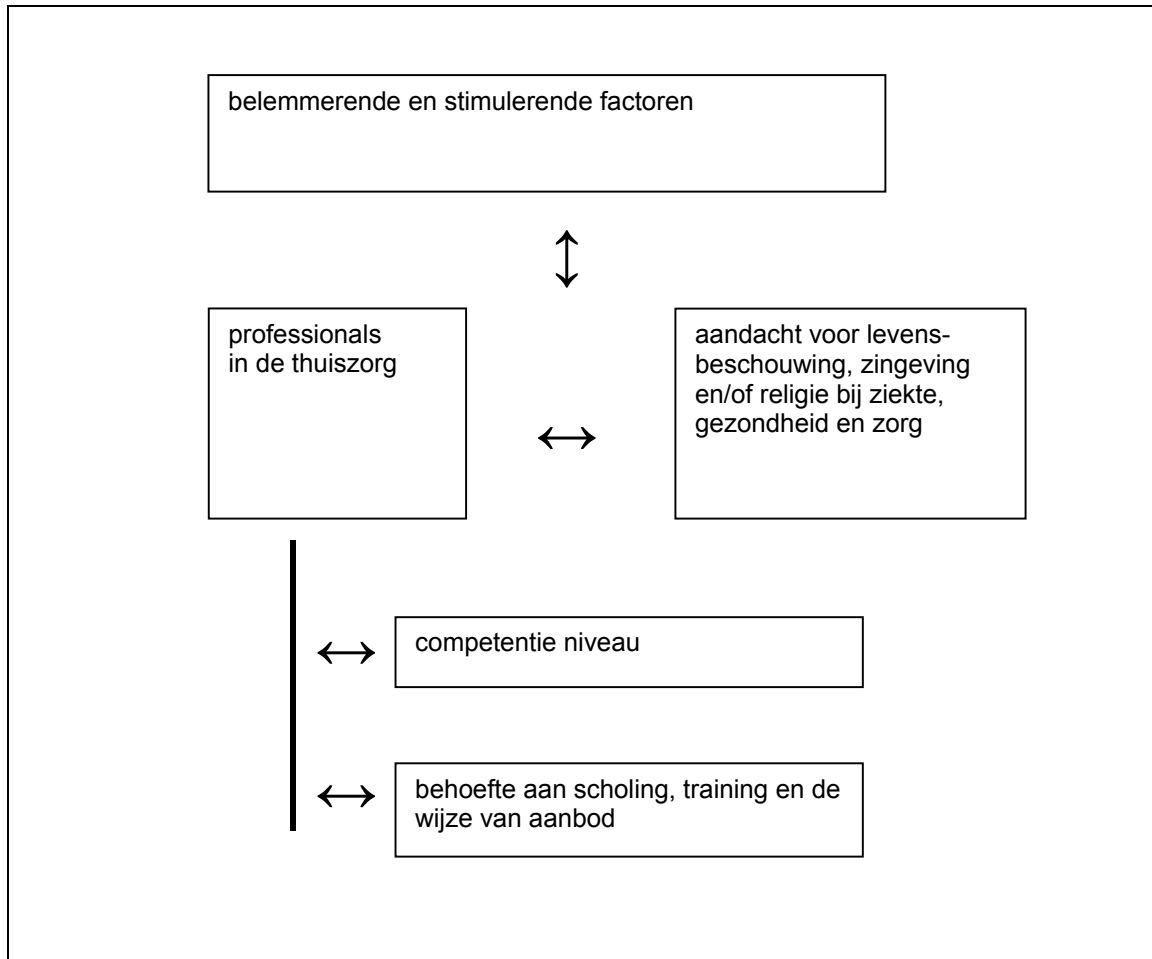 belemmerende en stimulerende factoren
professionals
in de thuiszorg
aandacht voor levens-
beschouwing, zingeving
en/of religie bij ziekte,
gezondheid en zorg
competentie niveau
behoefte aan scholing, training en de
wijze van aanbod